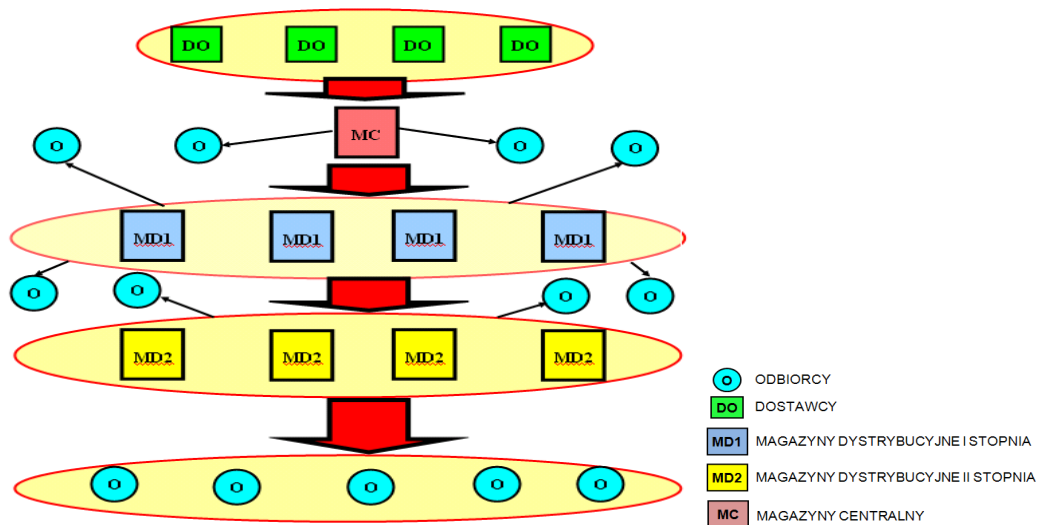 DO DO DO DO
MC
O O O O
MD1 MD1 MD1 MD1
O O O O
MD2 MD2 MD2 MD2
O O O O O
O ODBIORCY
DO DOSTAWCY
MD1 MAGAZYNY DYSTRYBUCYJNE I STOPNIA
MD2 MAGAZYNY DYSTRYBUCYJNE II STOPNIA
MC MAGAZYNY CENTRALNY